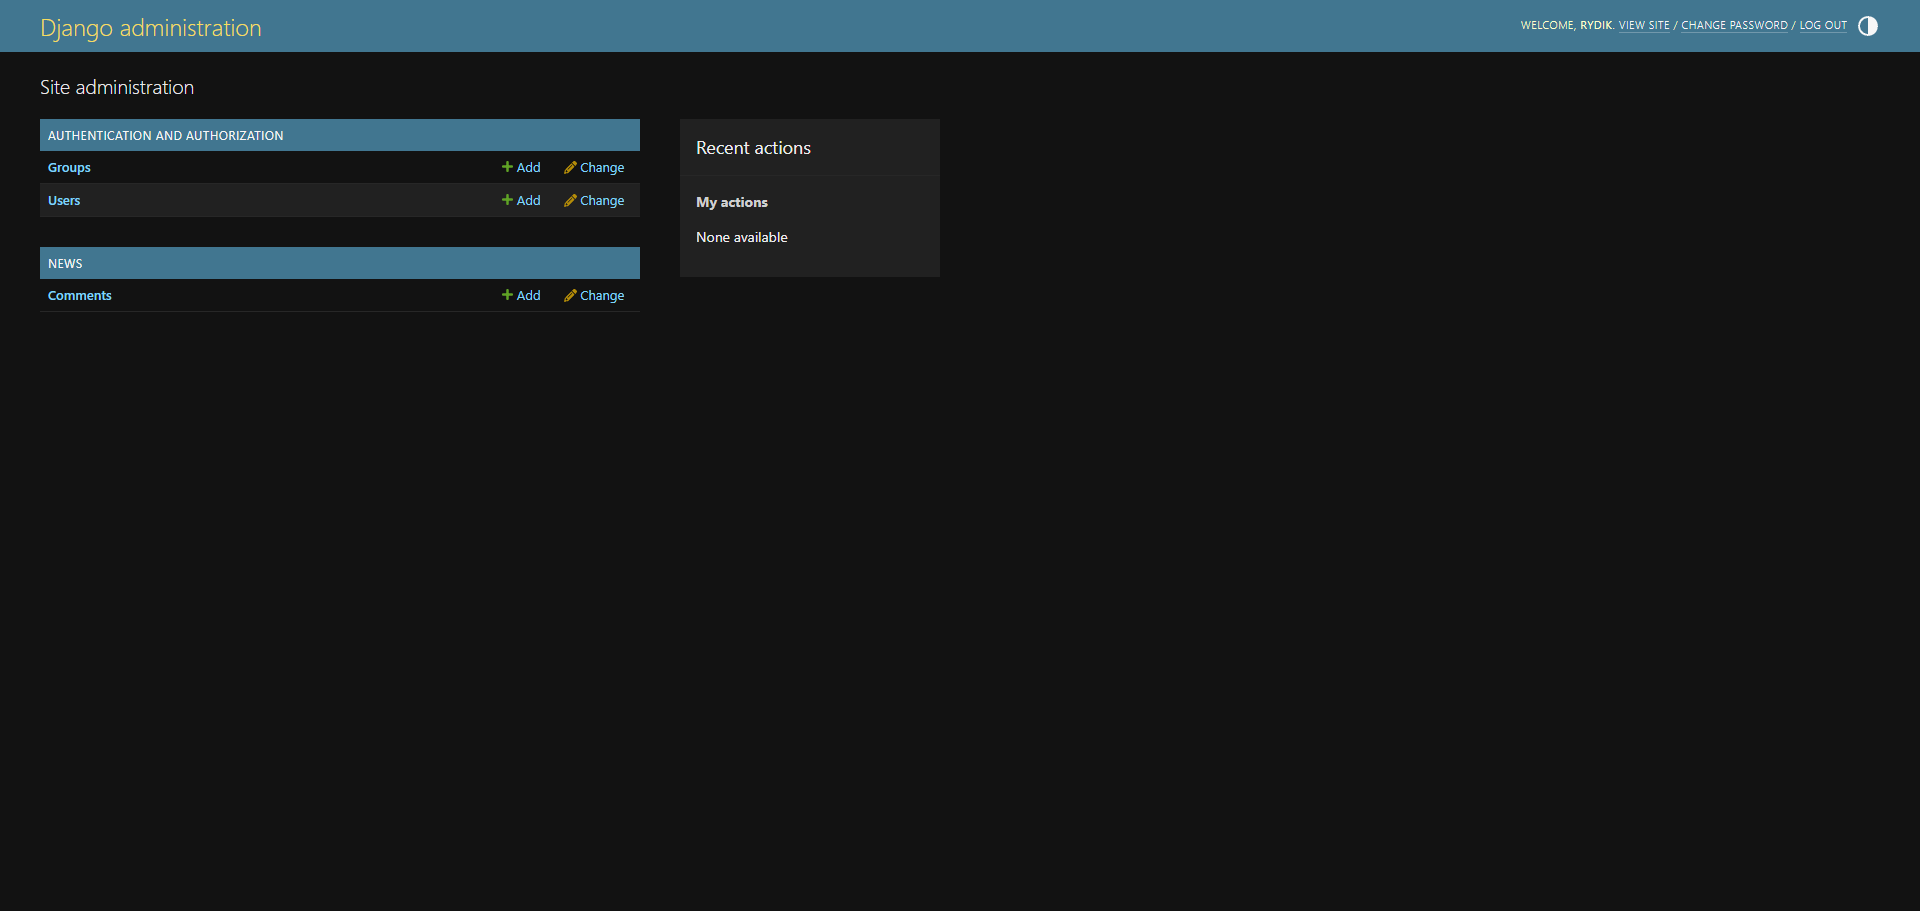 Django administration
WELCOME, RYDIK. VIEW SITE / CHANGE PASSWORD / LOG OUT
Site administration
AUTHENTICATION AND AUTHORIZATION
Groups Add Change
Users Add Change
NEWS
Comments Add Change
Recent actions
My actions
None available